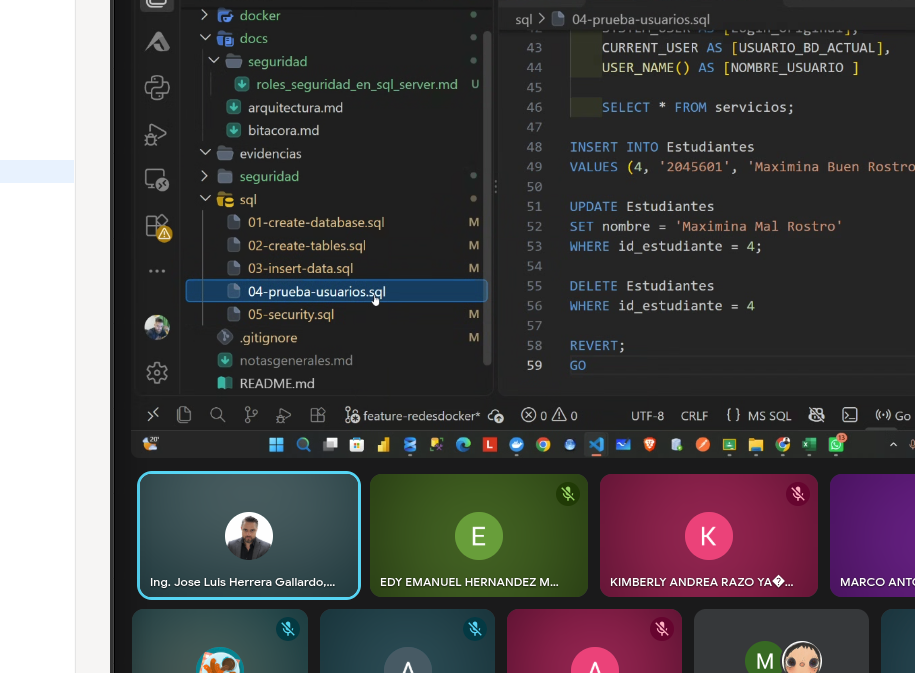 docker
docs
seguridad
roles_seguridad_en_sql_server.md U
arquitectura.md
bitacora.md
evidencias
seguridad
sql
01-create-database.sql M
02-create-tables.sql M
03-insert-data.sql M
04-prueba-usuarios.sql
05-security.sql M
.gitignore M
notasgenerales.md
README.md
sql > 04-prueba-usuarios.sql
42 SYSTEM_USER AS [Login_Original],
43 CURRENT_USER AS [USUARIO_BD_ACTUAL],
44 USER_NAME() AS [NOMBRE_USUARIO ]
45
46 SELECT * FROM servicios;
47
48 INSERT INTO Estudiantes
49 VALUES (4, '2045601', 'Maximina Buen Rostro
50
51 UPDATE Estudiantes
52 SET nombre = 'Maximina Mal Rostro'
53 WHERE id_estudiante = 4;
54
55 DELETE Estudiantes
56 WHERE id_estudiante = 4
57
58 REVERT;
59 GO
feature-redesdocker* 0 0 UTF-8 CRLF {} MS SQL Go
20°
L
E
K
Ing. Jose Luis Herrera Gallardo,...
EDY EMANUEL HERNANDEZ M...
KIMBERLY ANDREA RAZO YA�...
MARCO ANTO
A
A
M